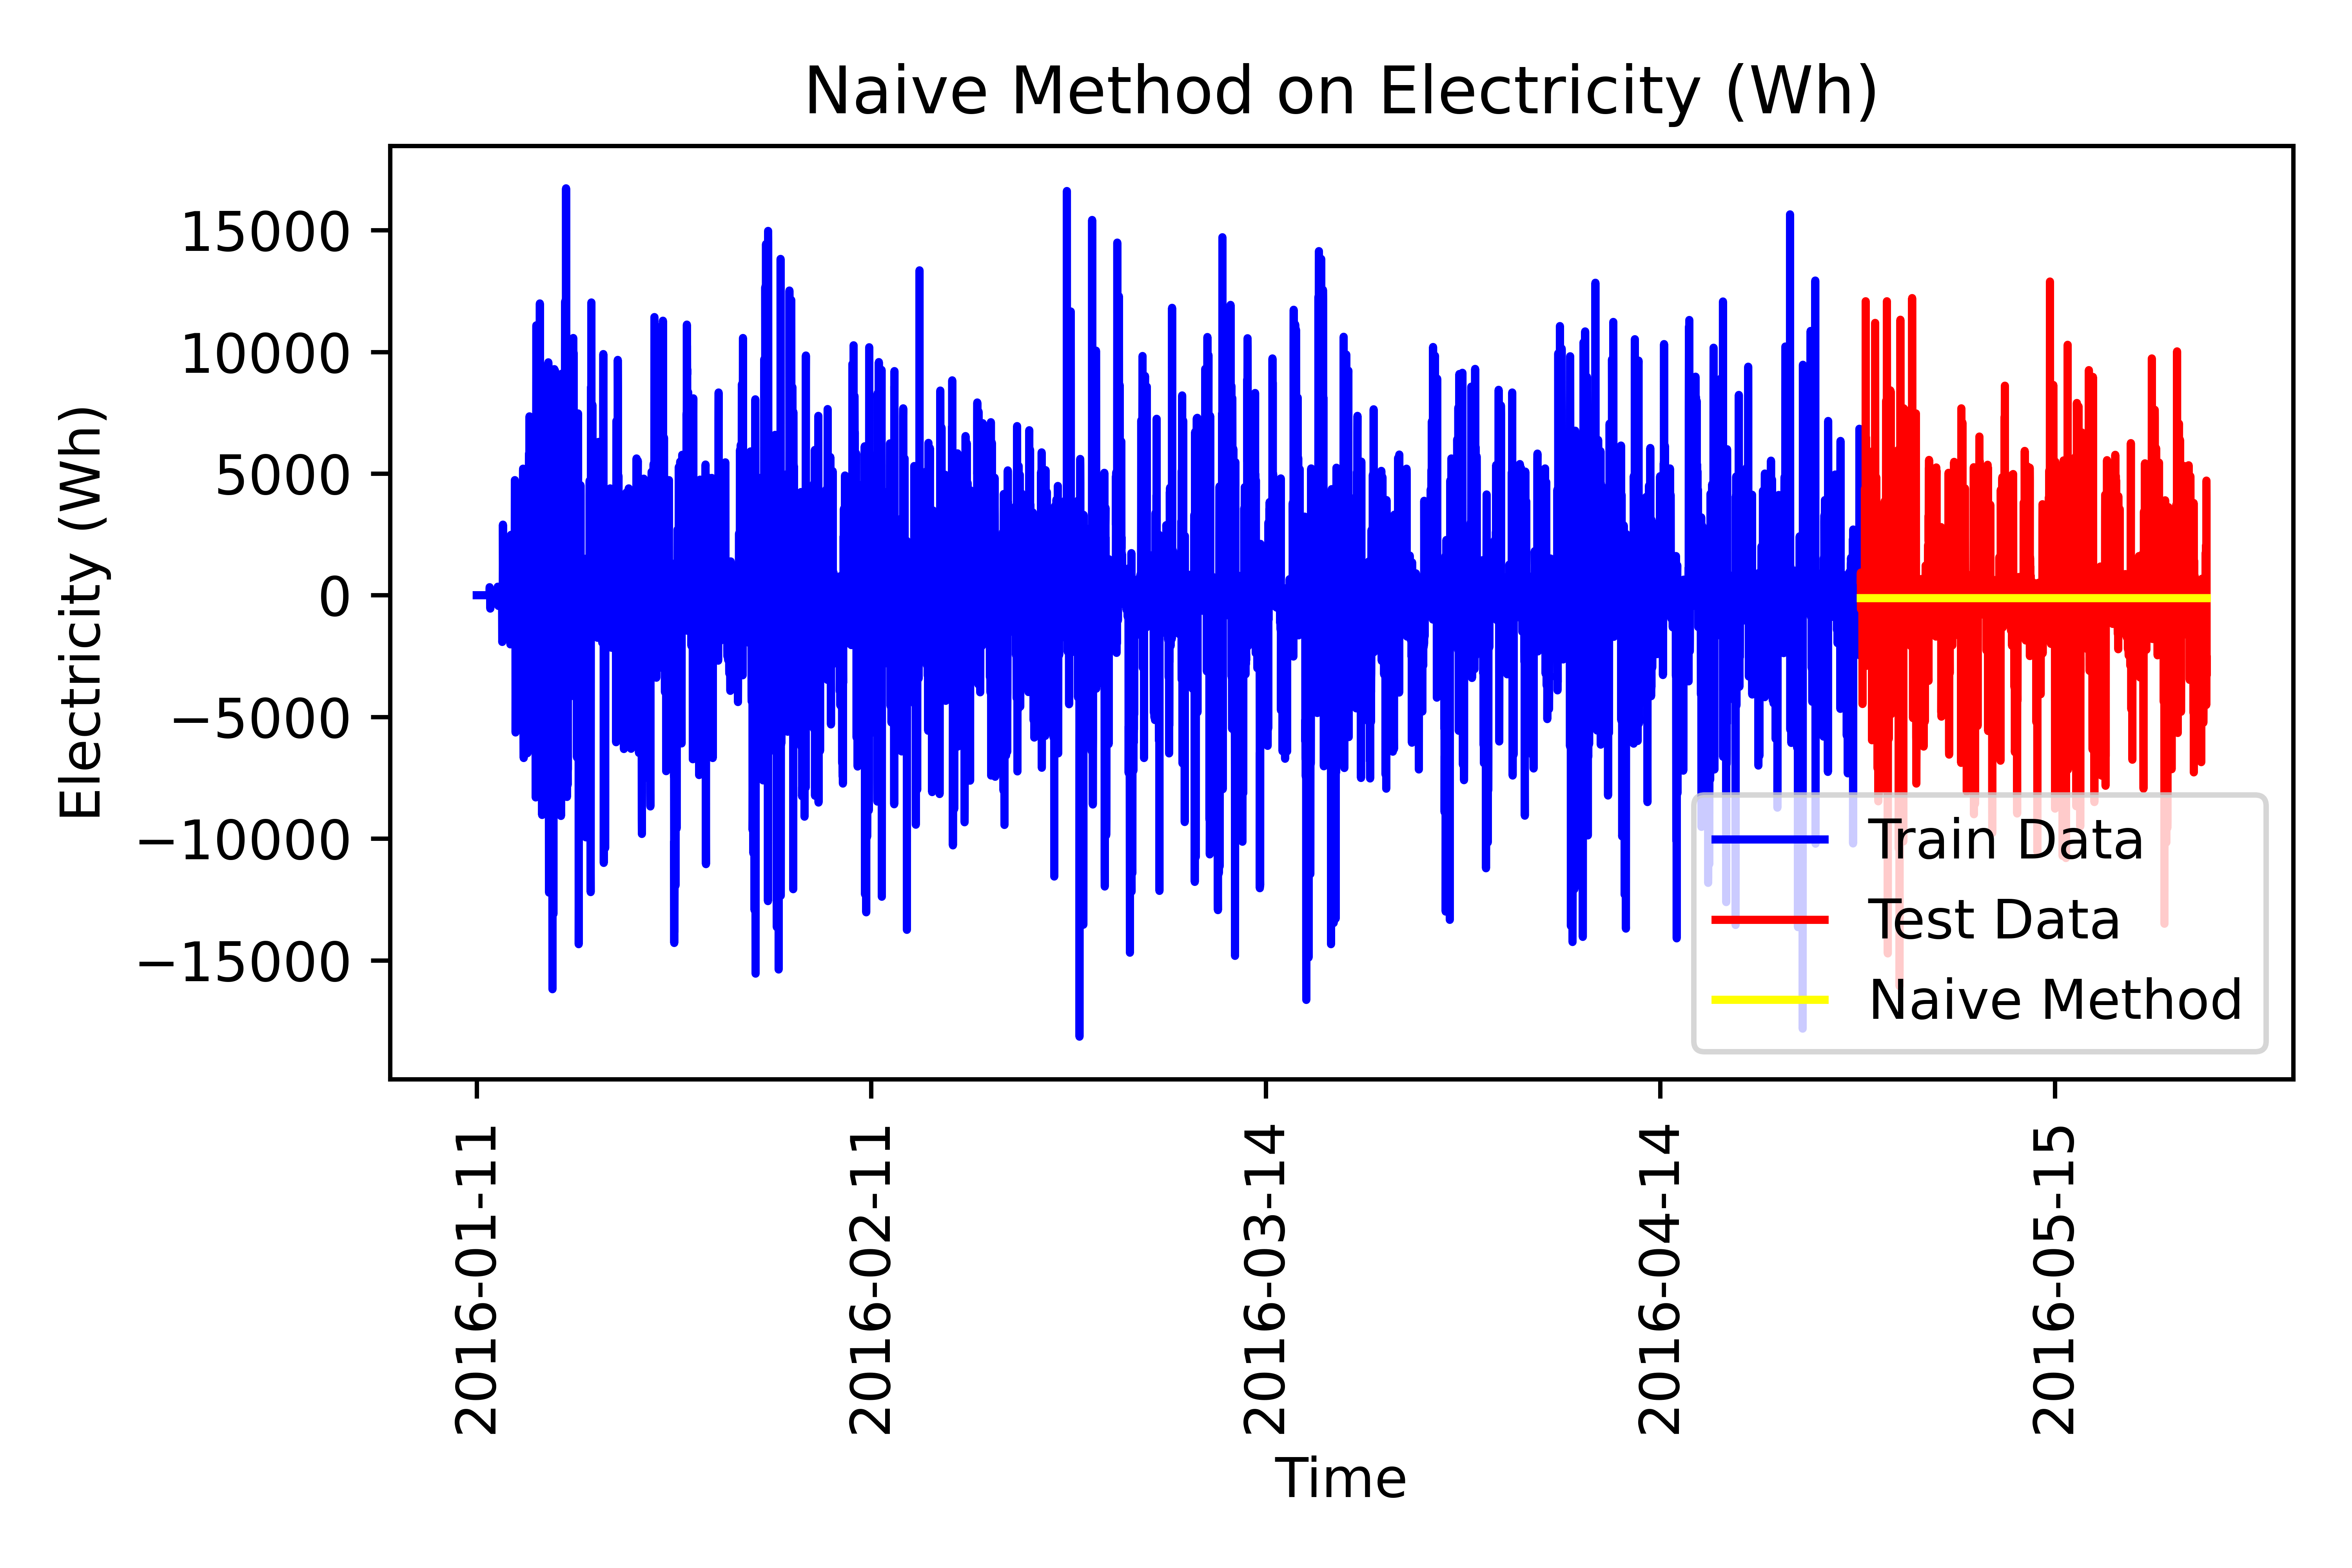 Naive Method on Electricity (Wh)
Electricity (Wh)
15000
10000
5000
0
−5000
−10000
−15000
Train Data
Test Data
Naive Method
2016-01-11
2016-02-11
2016-03-14
2016-04-14
2016-05-15
Time